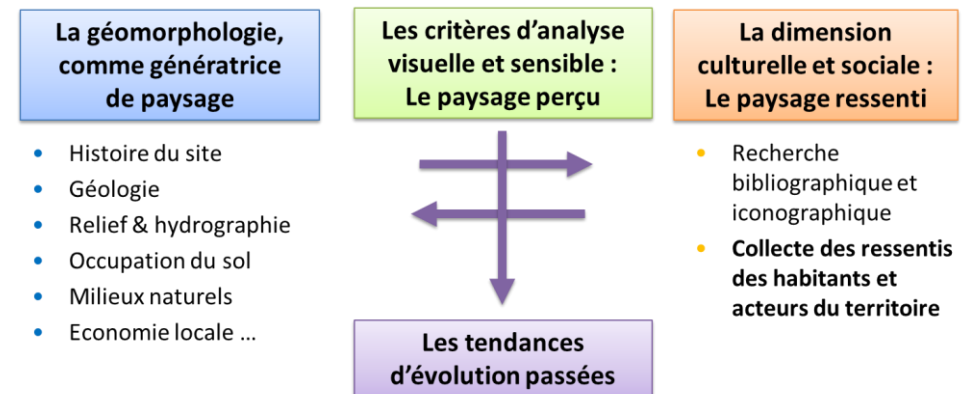 La géomorphologie,
comme génératrice
de paysage
• Histoire du site
• Géologie
• Relief & hydrographie
• Occupation du sol
• Milieux naturels
• Economie locale …
Les critères d’analyse
visuelle et sensible :
Le paysage perçu
La dimension
culturelle et sociale :
Le paysage ressenti
• Recherche
bibliographique et
iconographique
• Collecte des ressentis
des habitants et
acteurs du territoire
Les tendances
d’évolution passées